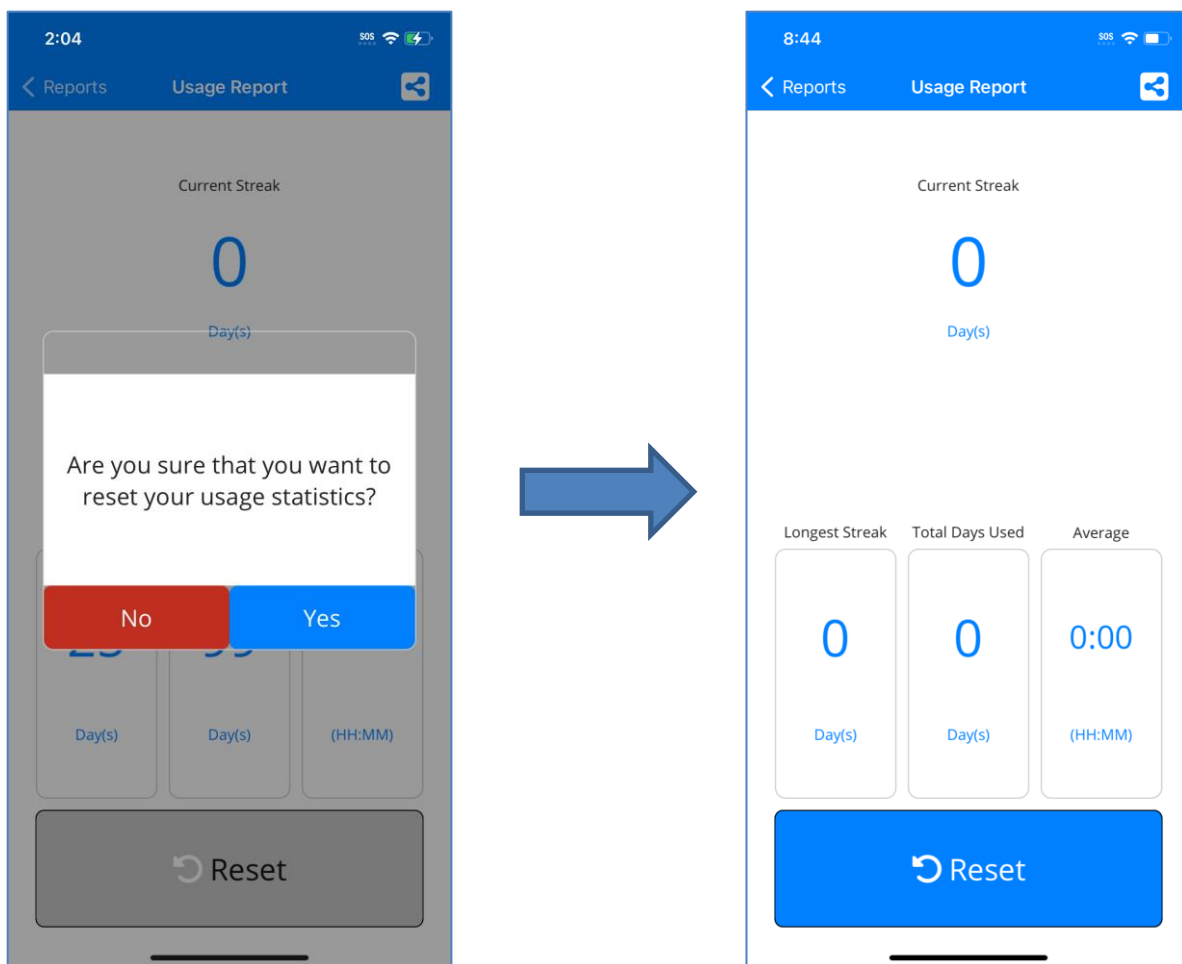 2:04
SOS
Reports
Usage Report
Current Streak
0
Day(s)
Are you sure that you want to
reset your usage statistics?
No
Yes
Day(s)
Day(s)
(HH:MM)
Reset
8:44
SOS
Reports
Usage Report
Current Streak
0
Day(s)
Longest Streak
Total Days Used
Average
0
0
0:00
Day(s)
Day(s)
(HH:MM)
Reset